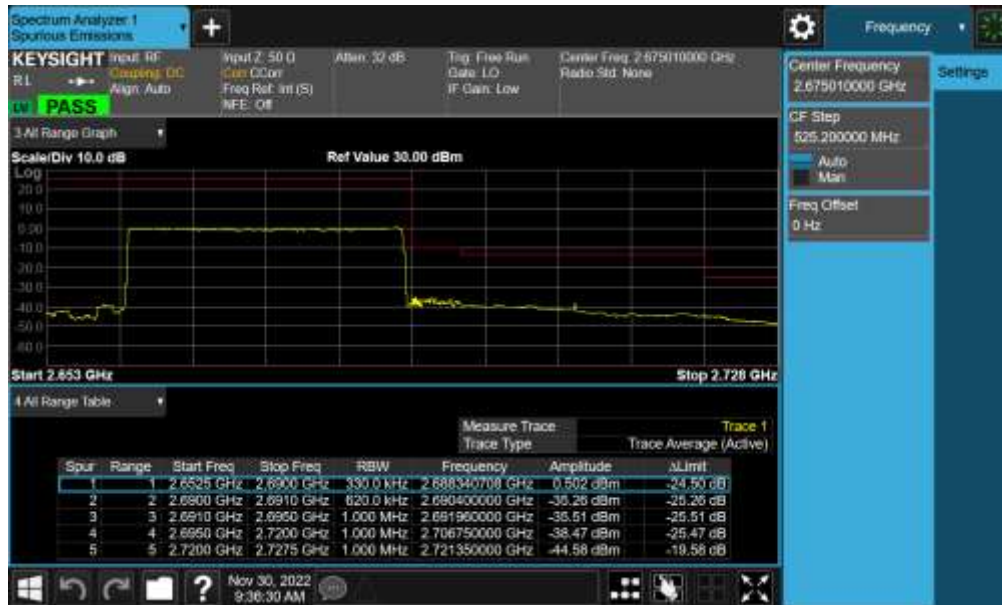 Spectrum Analyzer 1
Spurious Emissions
Frequency
KEYSIGHT
Input: RF
Coupling: DC
Align: Auto
Input Z: 50 Ω
Corr CCorr
Freq Ref: Int (S)
NFE: Off
Atten: 32 dB
Trig: Free Run
Gate: LO
IF Gain: Low
Center Freq: 2.675010000 GHz
Radio Std: None
PASS
Center Frequency
2.675010000 GHz
Settings
CF Step
525.200000 MHz
Auto
Man
Freq Offset
0 Hz
3 All Range Graph
Scale/Div 10.0 dB
Ref Value 30.00 dBm
Log
20.0
10.0
0.00
-10.0
-20.0
-30.0
-40.0
-50.0
-60.0
Start 2.653 GHz
Stop 2.728 GHz
4 All Range Table
Measure Trace Trace 1
Trace Type Trace Average (Active)
Spur Range Start Freq Stop Freq RBW Frequency Amplitude ΔLimit
1 1 2.6525 GHz 2.6900 GHz 330.0 kHz 2.688340708 GHz 0.502 dBm -24.50 dB
2 2 2.6900 GHz 2.6910 GHz 620.0 kHz 2.690400000 GHz -35.26 dBm -25.26 dB
3 3 2.6910 GHz 2.6950 GHz 1.000 MHz 2.691960000 GHz -35.51 dBm -25.51 dB
4 4 2.6950 GHz 2.7200 GHz 1.000 MHz 2.706750000 GHz -38.47 dBm -25.47 dB
5 5 2.7200 GHz 2.7275 GHz 1.000 MHz 2.721350000 GHz -44.58 dBm -19.58 dB
Nov 30, 2022
9:36:30 AM